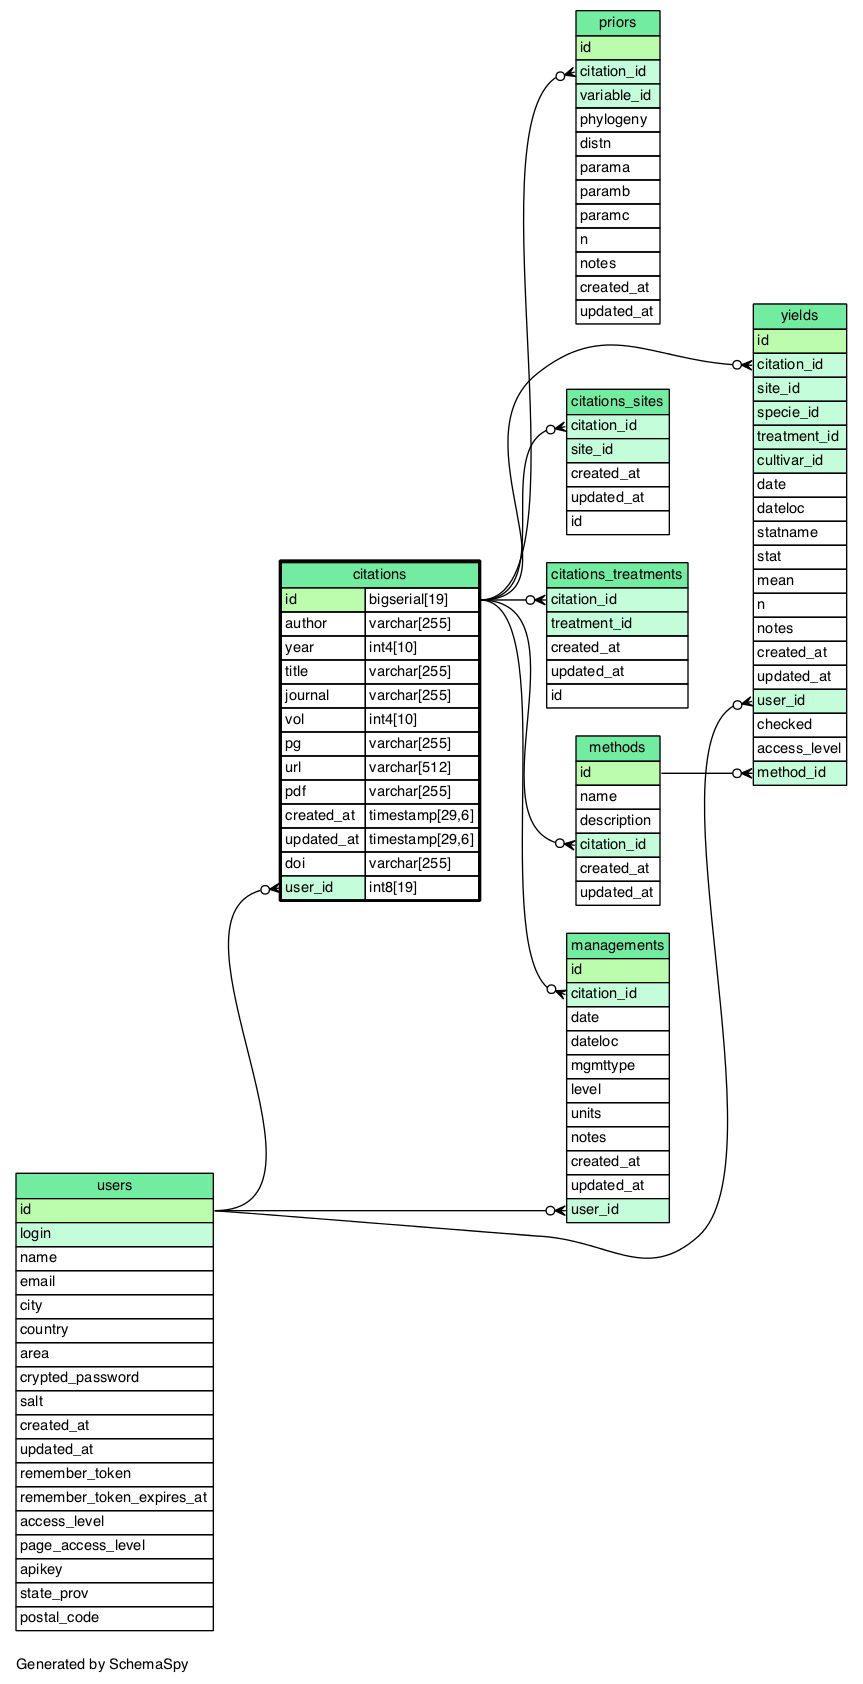 priors
id
citation_id
variable_id
phylogeny
distn
parama
paramb
paramc
n
notes
created_at
updated_at
yields
id
citation_id
site_id
specie_id
treatment_id
cultivar_id
date
dateloc
statname
stat
mean
n
notes
created_at
updated_at
user_id
checked
access_level
method_id
citations_sites
citation_id
site_id
created_at
updated_at
id
citations_treatments
citation_id
treatment_id
created_at
updated_at
id
citations
id bigserial[19]
author varchar[255]
year int4[10]
title varchar[255]
journal varchar[255]
vol int4[10]
pg varchar[255]
url varchar[512]
pdf varchar[255]
created_at timestamp[29,6]
updated_at timestamp[29,6]
doi varchar[255]
user_id int8[19]
methods
id
name
description
citation_id
created_at
updated_at
managements
id
citation_id
date
dateloc
mgmttype
level
units
notes
created_at
updated_at
user_id
users
id
login
name
email
city
country
area
crypted_password
salt
created_at
updated_at
remember_token
remember_token_expires_at
access_level
page_access_level
apikey
state_prov
postal_code
Generated by SchemaSpy